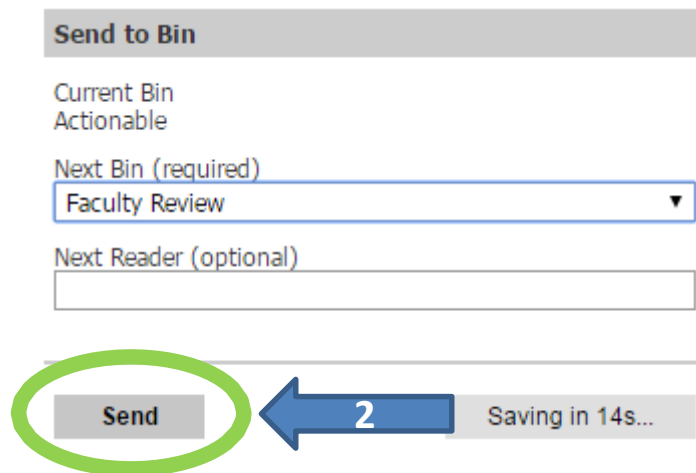 Send to Bin
Current Bin
Actionable
Next Bin (required)
Faculty Review
Next Reader (optional)
Send
2
Saving in 14s...